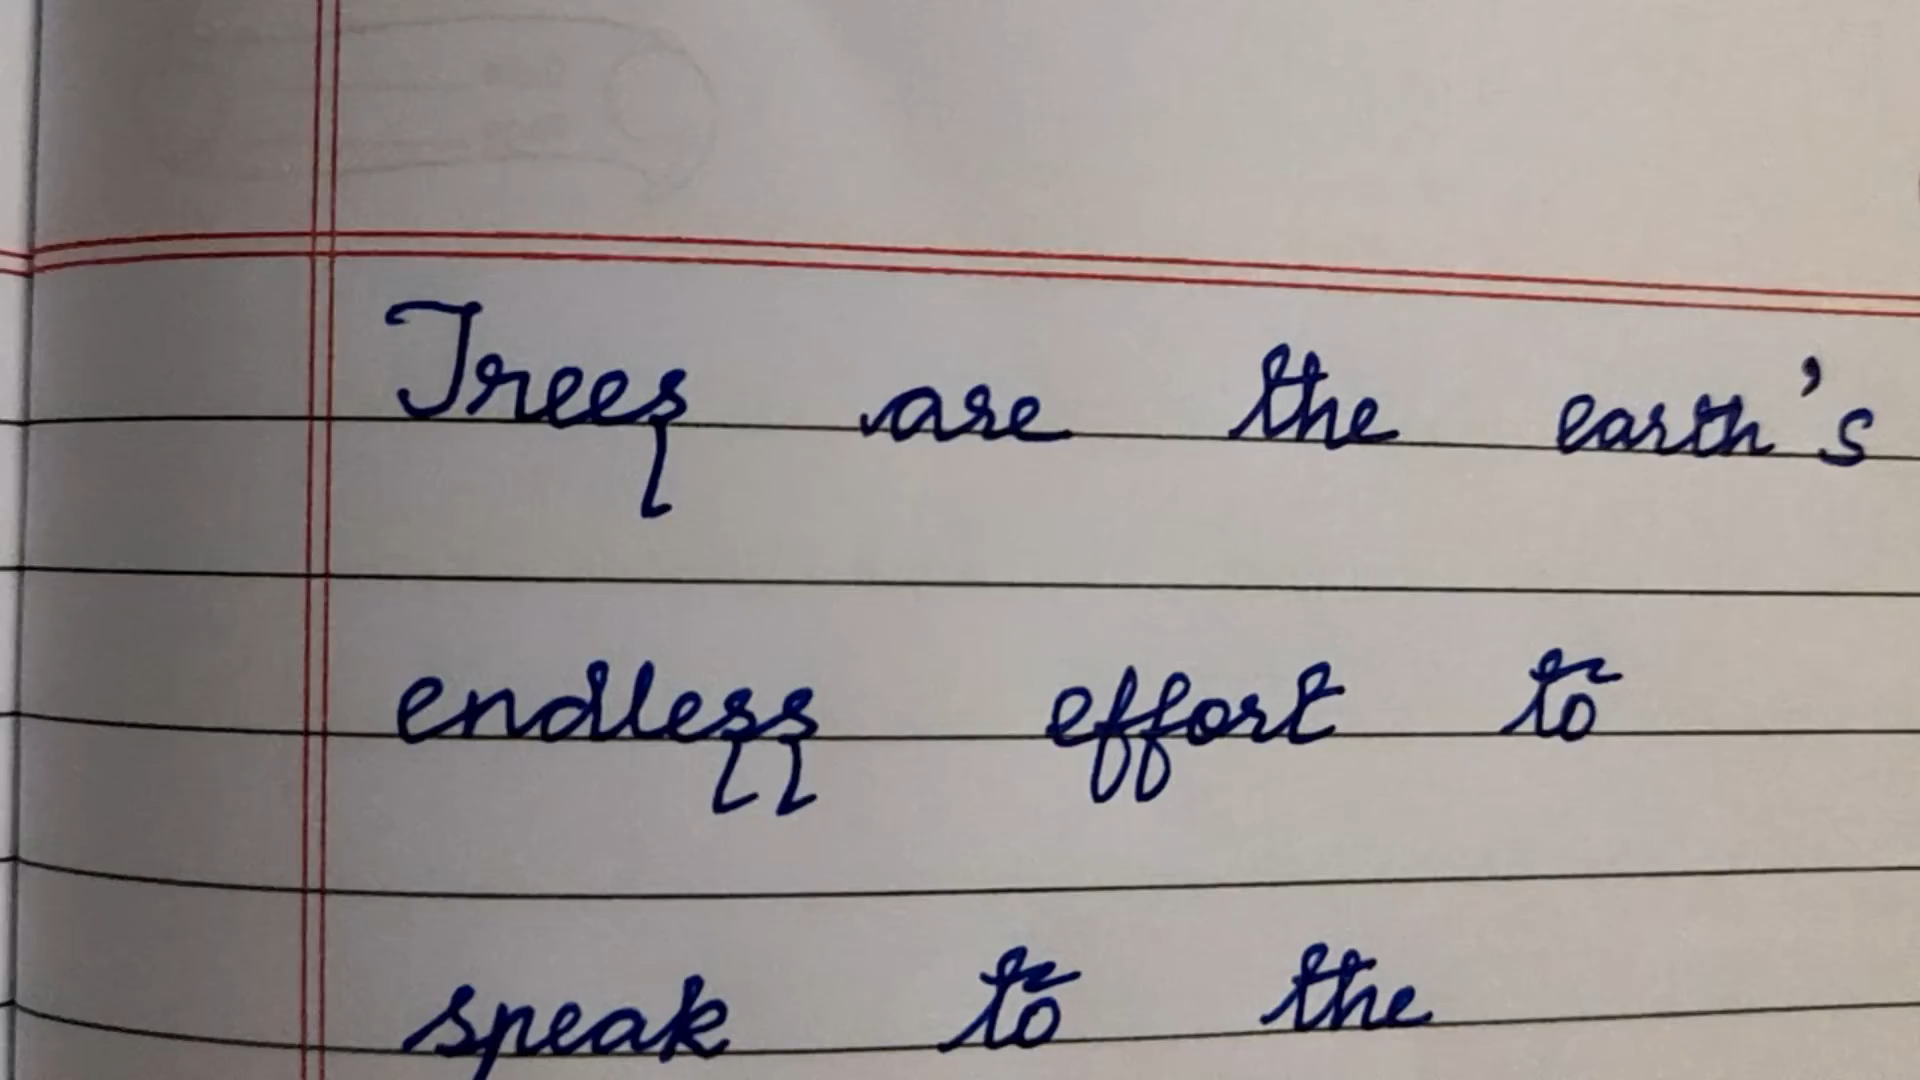 Trees are the earth's
endless effort to
speak to the